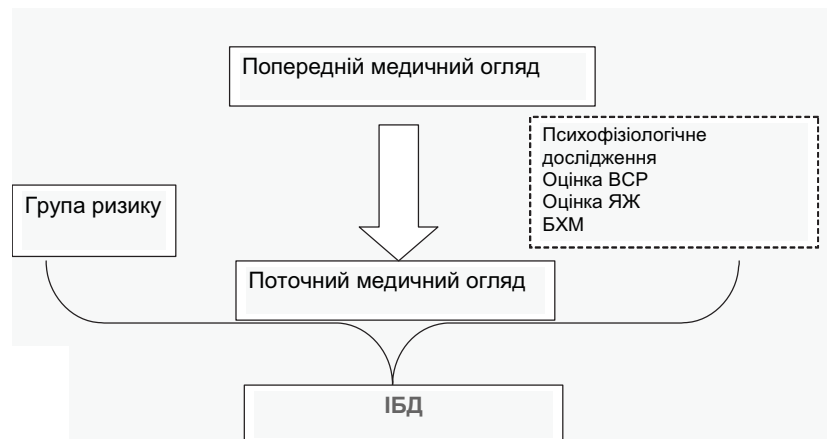 Попередній медичний огляд
Психофізіологічне
дослідження
Оцінка ВСР
Оцінка ЯЖ
БХМ
Група ризику
Поточний медичний огляд
ІБД